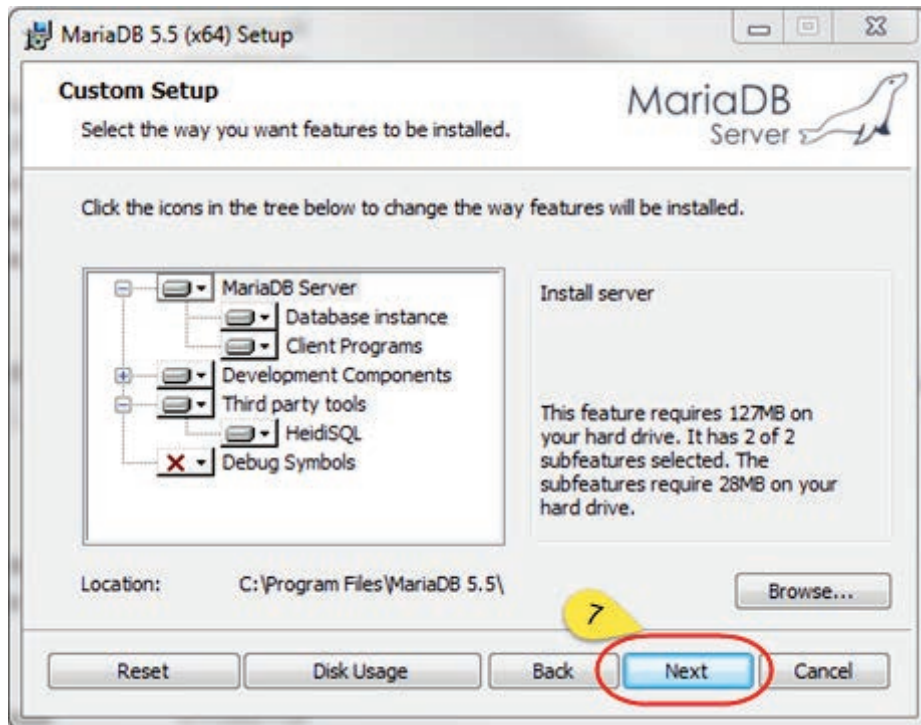 MariaDB 5.5 (x64) Setup
Custom Setup
Select the way you want features to be installed.
MariaDB
Server
Click the icons in the tree below to change the way features will be installed.
MariaDB Server
Database instance
Client Programs
Development Components
Third party tools
HeidiSQL
Debug Symbols
Install server
This feature requires 127MB on
your hard drive. It has 2 of 2
subfeatures selected. The
subfeatures require 28MB on your
hard drive.
Location: C:\Program Files\MariaDB 5.5\
Browse...
7
Reset Disk Usage Back Next Cancel